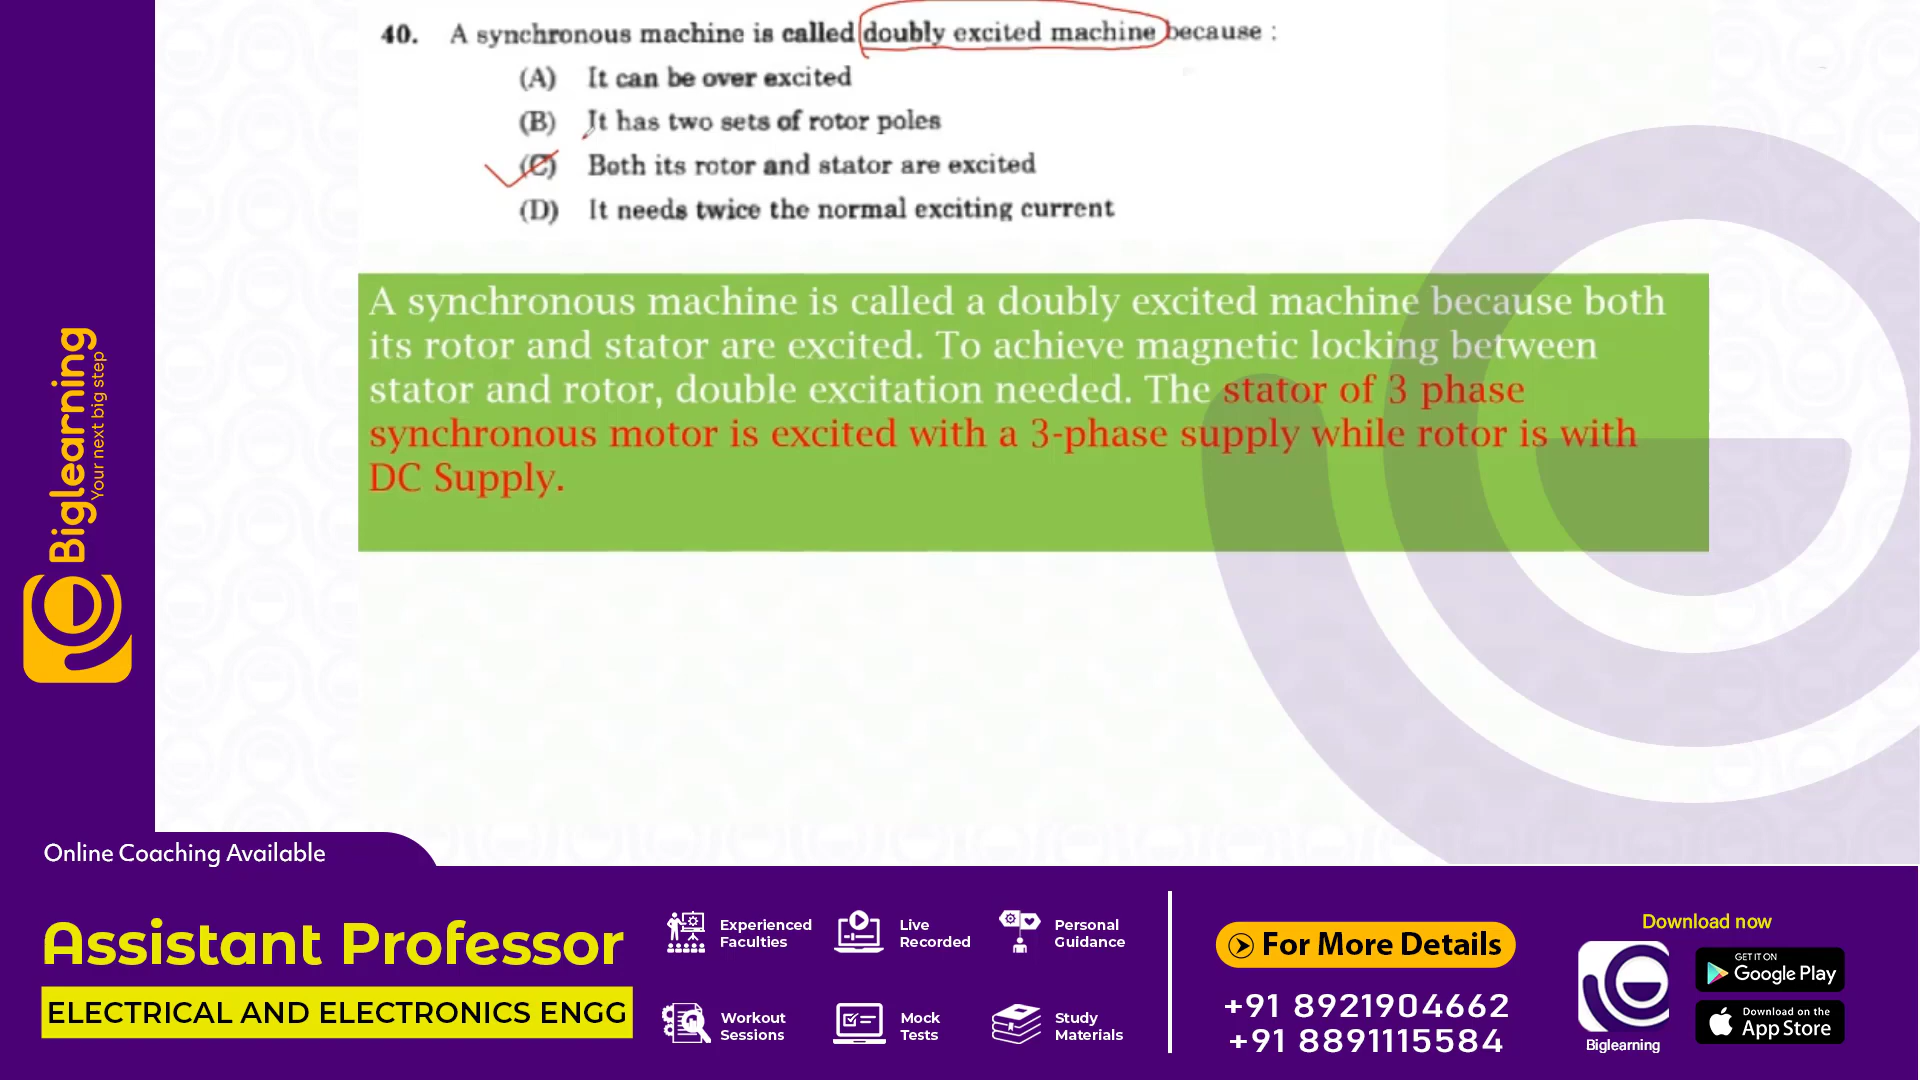 40. A synchronous machine is called doubly excited machine because :
(A) It can be over excited
(B) It has two sets of rotor poles
(C) Both its rotor and stator are excited
(D) It needs twice the normal exciting current
A synchronous machine is called a doubly excited machine because both
its rotor and stator are excited. To achieve magnetic locking between
stator and rotor, double excitation needed. The stator of 3 phase
synchronous motor is excited with a 3-phase supply while rotor is with
DC Supply.
Biglearning
Your next big step
Online Coaching Available
Assistant Professor
ELECTRICAL AND ELECTRONICS ENGG
Experienced
Faculties
Live
Recorded
Personal
Guidance
Workout
Sessions
Mock
Tests
Study
Materials
For More Details
+91 8921904662
+91 8891115584
Download now
Biglearning
GET IT ON
Google Play
Download on the
App Store